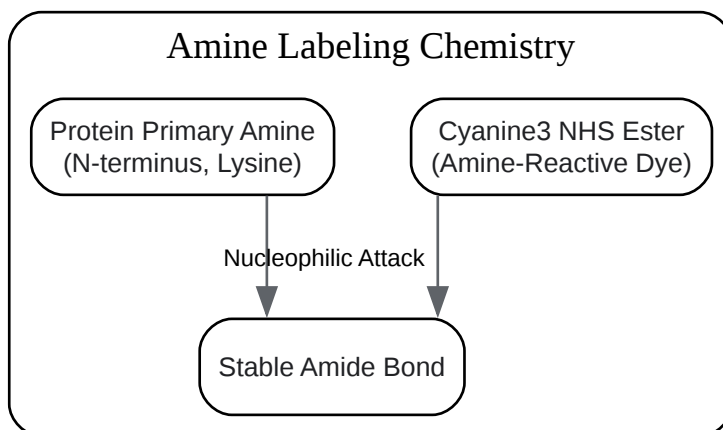 Amine Labeling Chemistry
Protein Primary Amine
(N-terminus, Lysine)
Cyanine3 NHS Ester
(Amine-Reactive Dye)
Nucleophilic Attack
Stable Amide Bond